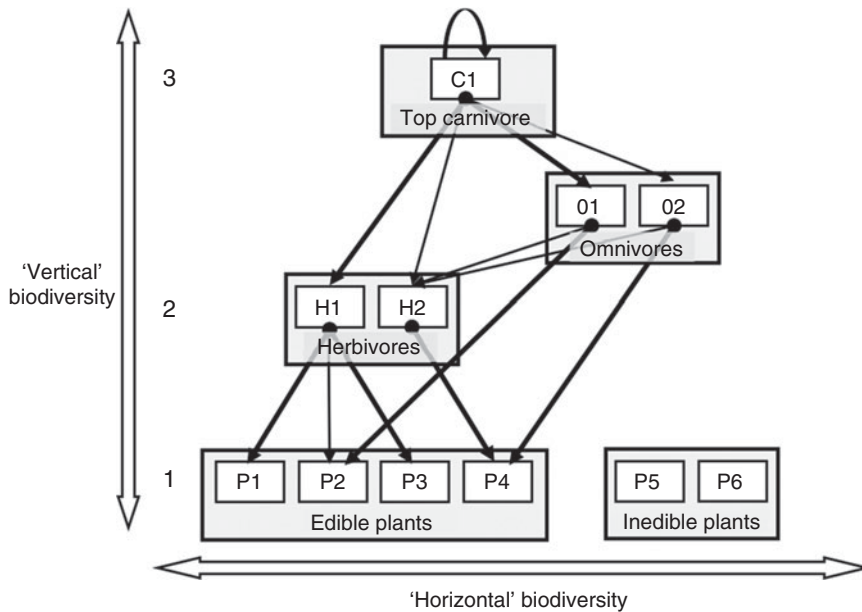 3
C1
Top carnivore
01
02
Omnivores
'Vertical'
biodiversity
2
H1
H2
Herbivores
1
P1
P2
P3
P4
P5
P6
Edible plants
Inedible plants
'Horizontal' biodiversity